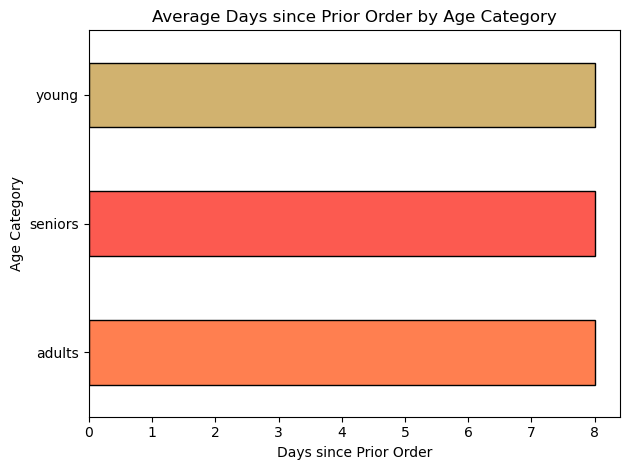 Average Days since Prior Order by Age Category
young
seniors
adults
Age Category
0 1 2 3 4 5 6 7 8
Days since Prior Order